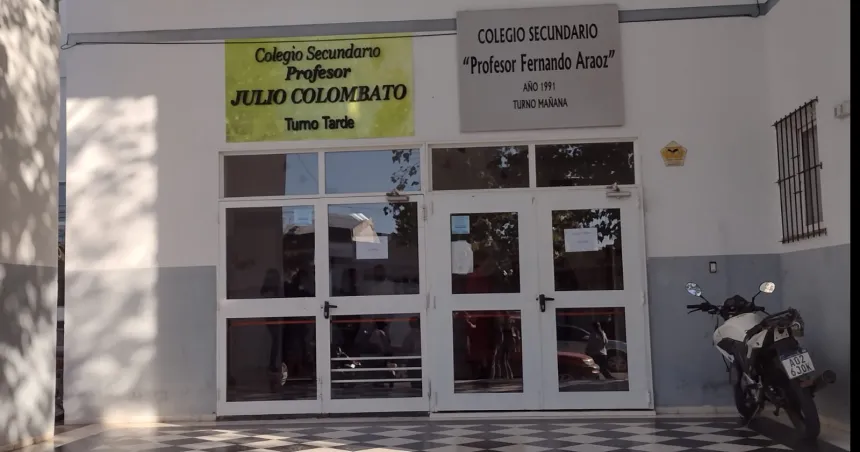 Colegio Secundario
Profesor
JULIO COLOMBATO
Turno Tarde
COLEGIO SECUNDARIO
“Profesor Fernando Araoz”
AÑO 1991
TURNO MAÑANA
A02
630K